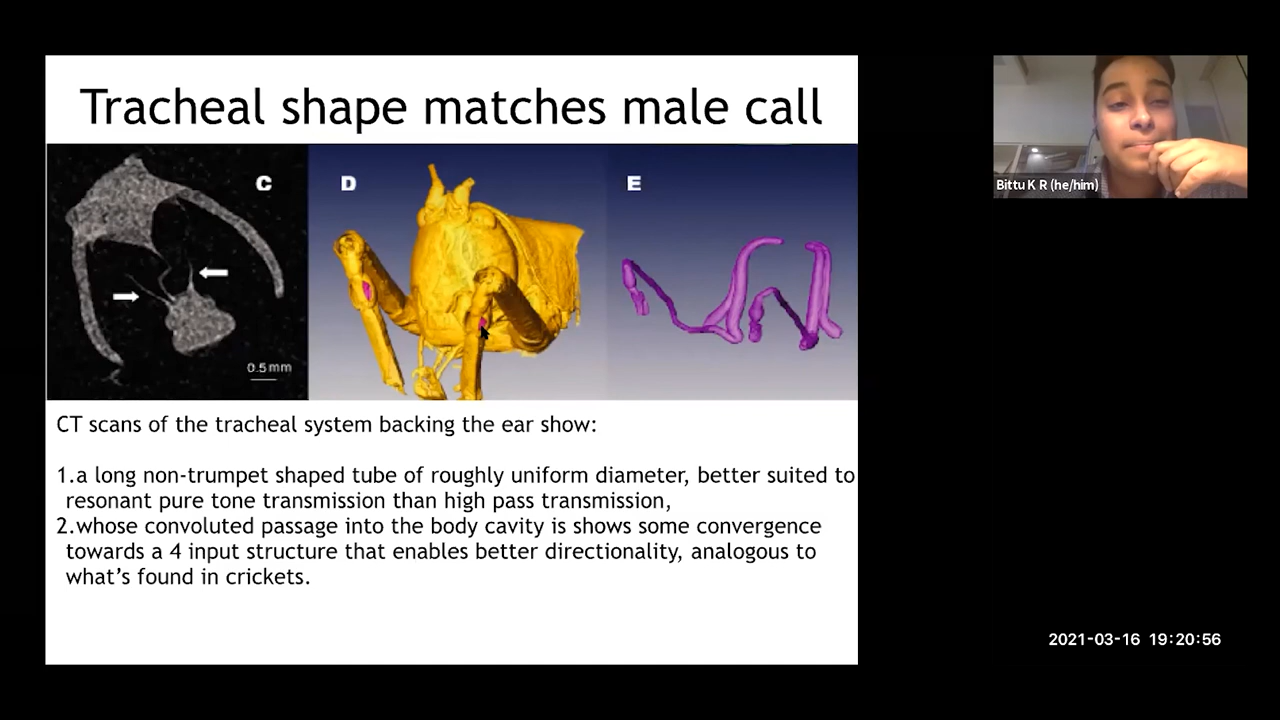 Tracheal shape matches male call
C
D
E
0.5mm
CT scans of the tracheal system backing the ear show:
1.a long non-trumpet shaped tube of roughly uniform diameter, better suited to
resonant pure tone transmission than high pass transmission,
2.whose convoluted passage into the body cavity is shows some convergence
towards a 4 input structure that enables better directionality, analogous to
what's found in crickets.
Bittu K R (he/him)
2021-03-16 19:20:56